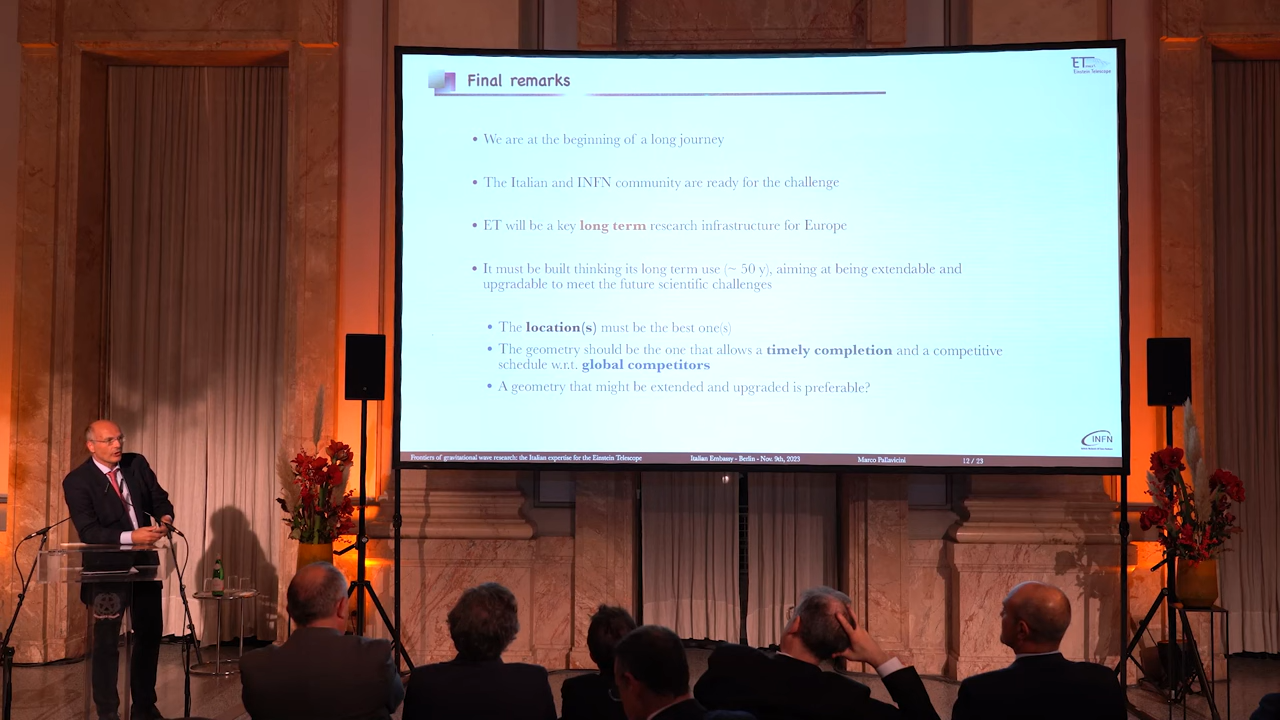 Final remarks
ET
Einstein Telescope
• We are at the beginning of a long journey
• The Italian and INFN community are ready for the challenge
• ET will be a key long term research infrastructure for Europe
• It must be built thinking its long term use (~ 50 y), aiming at being extendable and
upgradable to meet the future scientific challenges
• The location(s) must be the best one(s)
• The geometry should be the one that allows a timely completion and a competitive
schedule w.r.t. global competitors
• A geometry that might be extended and upgraded is preferable?
INFN
Frontiers of gravitational wave research: the Italian expertise for the Einstein Telescope
Italian Embassy - Berlin - Nov. 9th, 2023
Marco Pallavicini
12 / 23